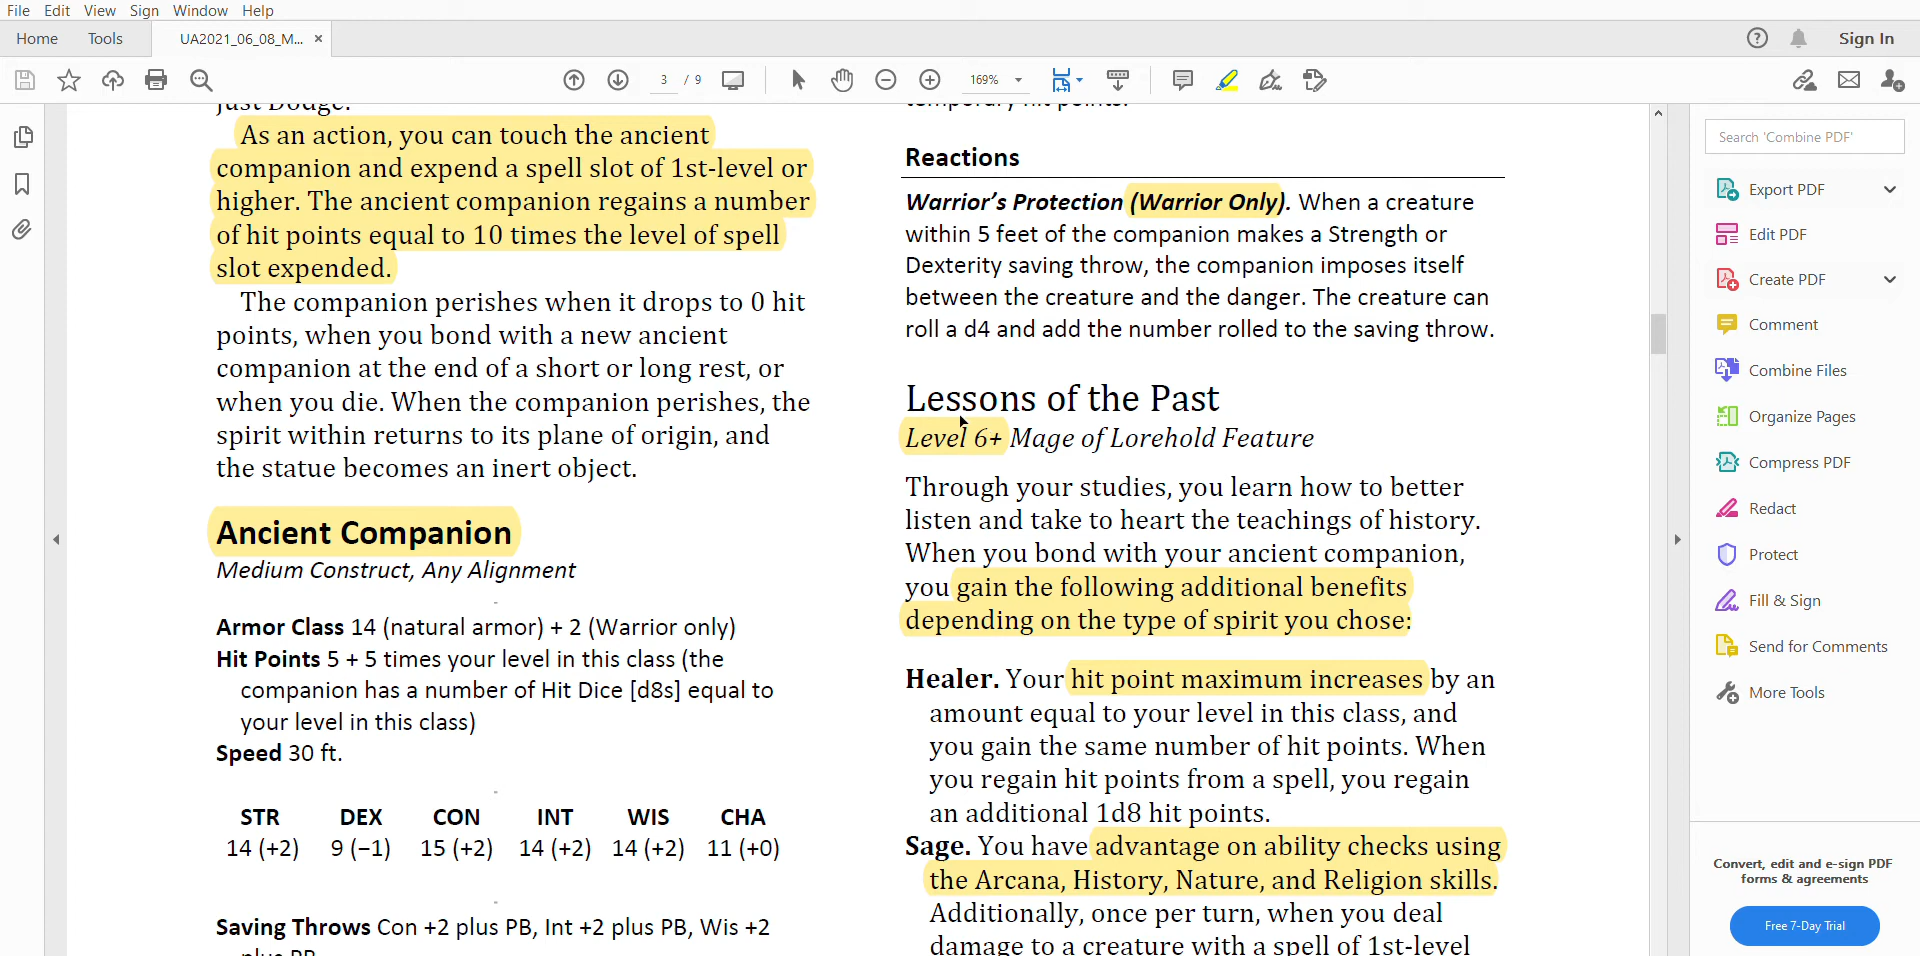 File Edit View Sign Window Help
Home Tools UA2021_06_08_M... × Sign In
3 / 9 169%
just Dodge.
As an action, you can touch the ancient
companion and expend a spell slot of 1st-level or
higher. The ancient companion regains a number
of hit points equal to 10 times the level of spell
slot expended.
The companion perishes when it drops to 0 hit
points, when you bond with a new ancient
companion at the end of a short or long rest, or
when you die. When the companion perishes, the
spirit within returns to its plane of origin, and
the statue becomes an inert object.
Ancient Companion
Medium Construct, Any Alignment
Armor Class 14 (natural armor) + 2 (Warrior only)
Hit Points 5 + 5 times your level in this class (the
companion has a number of Hit Dice [d8s] equal to
your level in this class)
Speed 30 ft.
STR DEX CON INT WIS CHA
14 (+2) 9 (−1) 15 (+2) 14 (+2) 14 (+2) 11 (+0)
Saving Throws Con +2 plus PB, Int +2 plus PB, Wis +2
plus PB
temporary hit points.
Reactions
Warrior’s Protection (Warrior Only). When a creature
within 5 feet of the companion makes a Strength or
Dexterity saving throw, the companion imposes itself
between the creature and the danger. The creature can
roll a d4 and add the number rolled to the saving throw.
Lessons of the Past
Level 6+ Mage of Lorehold Feature
Through your studies, you learn how to better
listen and take to heart the teachings of history.
When you bond with your ancient companion,
you gain the following additional benefits
depending on the type of spirit you chose:
Healer. Your hit point maximum increases by an
amount equal to your level in this class, and
you gain the same number of hit points. When
you regain hit points from a spell, you regain
an additional 1d8 hit points.
Sage. You have advantage on ability checks using
the Arcana, History, Nature, and Religion skills.
Additionally, once per turn, when you deal
damage to a creature with a spell of 1st-level
Search 'Combine PDF'
Export PDF
Edit PDF
Create PDF
Comment
Combine Files
Organize Pages
Compress PDF
Redact
Protect
Fill & Sign
Send for Comments
More Tools
Convert, edit and e-sign PDF
forms & agreements
Free 7-Day Trial